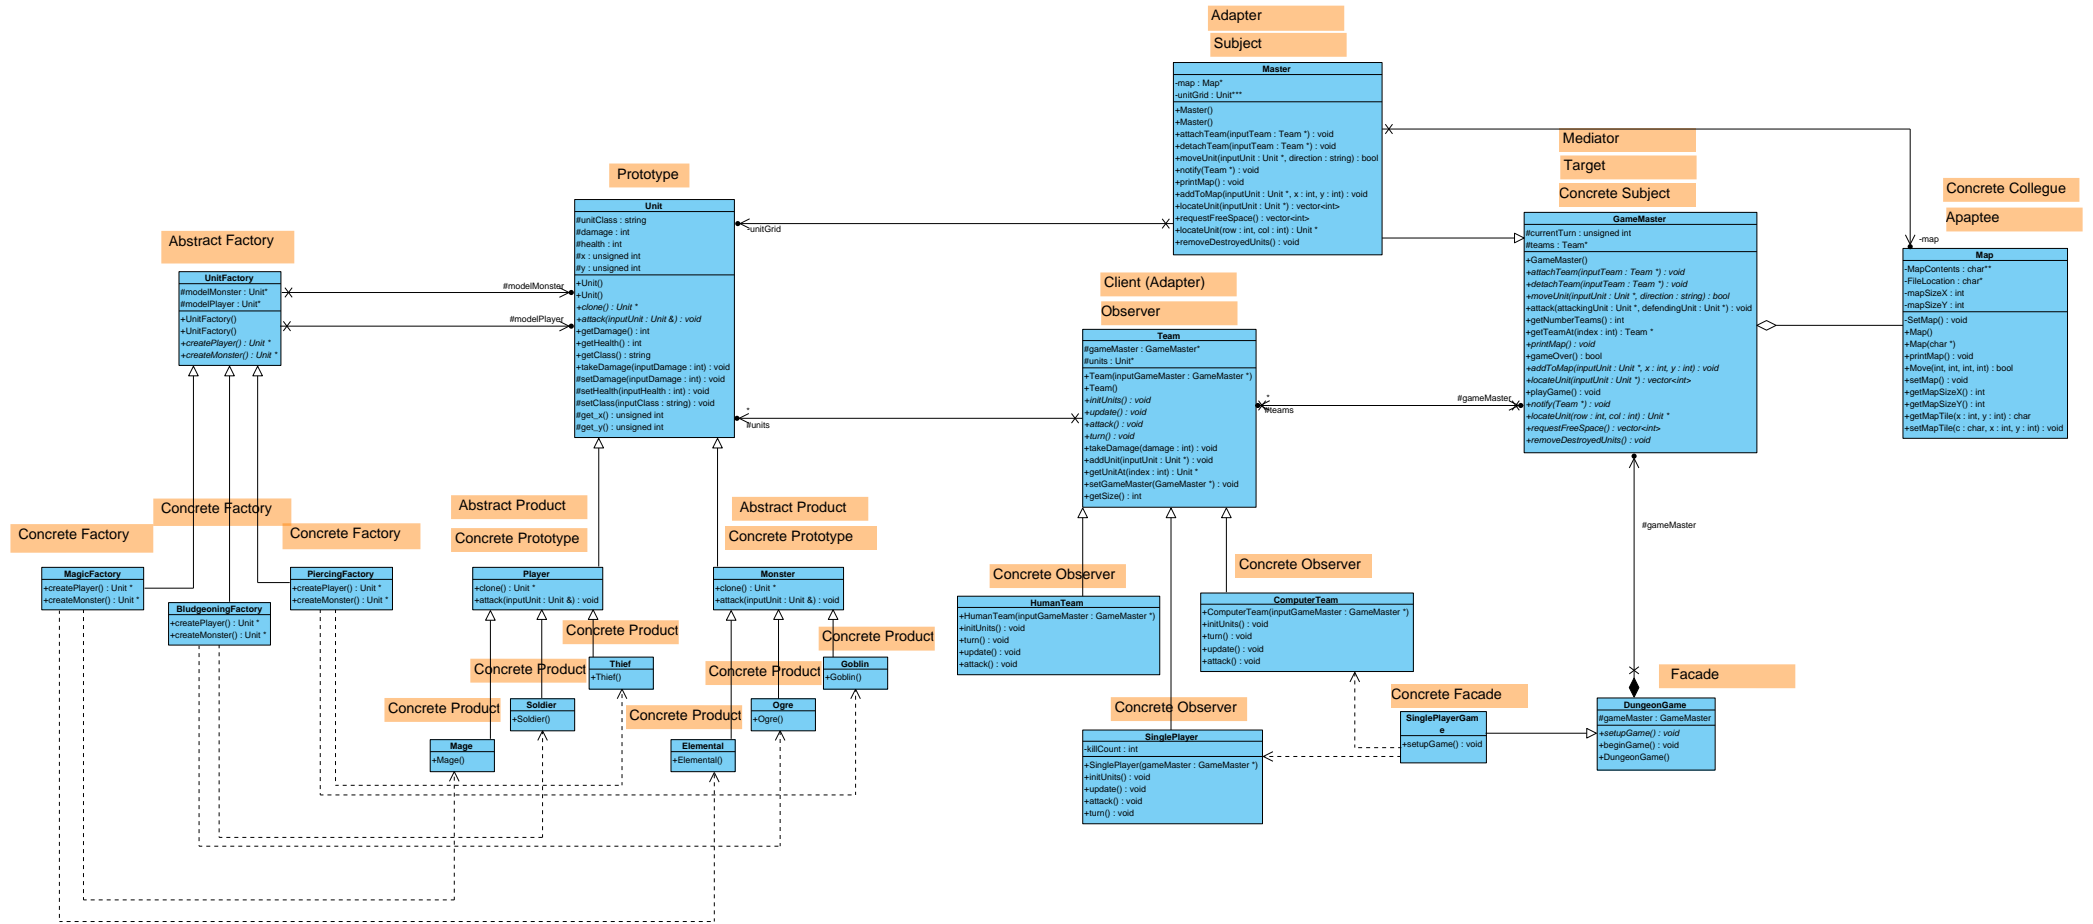 Adapter
Subject
Master
-map : Map*
-unitGrid : Unit***
+Master()
+Master()
+attachTeam(inputTeam : Team *) : void
+detachTeam(inputTeam : Team *) : void
+moveUnit(inputUnit : Unit *, direction : string) : bool
+notify(Team *) : void
+printMap() : void
+addToMap(inputUnit : Unit *, x : int, y : int) : void
+locateUnit(inputUnit : Unit *) : vector<int>
+requestFreeSpace() : vector<int>
+locateUnit(row : int, col : int) : Unit *
+removeDestroyedUnits() : void
Mediator
Target
Concrete Subject
GameMaster
#currentTurn : unsigned int
#teams : Team*
+GameMaster()
+attachTeam(inputTeam : Team *) : void
+detachTeam(inputTeam : Team *) : void
+moveUnit(inputUnit : Unit *, direction : string) : bool
+attack(attackingUnit : Unit *, defendingUnit : Unit *) : void
+getNumberTeams() : int
+getTeamAt(index : int) : Team *
+printMap() : void
+gameOver() : bool
+addToMap(inputUnit : Unit *, x : int, y : int) : void
+locateUnit(inputUnit : Unit *) : vector<int>
+playGame() : void
+notify(Team *) : void
+locateUnit(row : int, col : int) : Unit *
+requestFreeSpace() : vector<int>
+removeDestroyedUnits() : void
Concrete Collegue
Apaptee
-map
Map
-MapContents : char**
-FileLocation : char*
-mapSizeX : int
-mapSizeY : int
-SetMap() : void
+Map()
+Map(char *)
+printMap() : void
+Move(int, int, int, int) : bool
+setMap() : void
+getMapSizeX() : int
+getMapSizeY() : int
+getMapTile(x : int, y : int) : char
+setMapTile(c : char, x : int, y : int) : void
Prototype
Unit
#unitClass : string
#damage : int
#health : int
#x : unsigned int
#y : unsigned int
+Unit()
+Unit()
+clone() : Unit *
+attack(inputUnit : Unit &) : void
+getDamage() : int
+getHealth() : int
+getClass() : string
+takeDamage(inputDamage : int) : void
#setDamage(inputDamage : int) : void
#setHealth(inputHealth : int) : void
#setClass(inputClass : string) : void
#get_x() : unsigned int
#get_y() : unsigned int
-unitGrid
*
#units
Abstract Factory
UnitFactory
#modelMonster : Unit*
#modelPlayer : Unit*
+UnitFactory()
+UnitFactory()
+createPlayer() : Unit *
+createMonster() : Unit *
#modelMonster
#modelPlayer
Client (Adapter)
Observer
Team
#gameMaster : GameMaster*
#units : Unit*
+Team(inputGameMaster : GameMaster *)
+Team()
+initUnits() : void
+update() : void
+attack() : void
+turn() : void
+takeDamage(damage : int) : void
+addUnit(inputUnit : Unit *) : void
+getUnitAt(index : int) : Unit *
+setGameMaster(GameMaster *) : void
+getSize() : int
*
#teams
#gameMaster
#gameMaster
Concrete Factory
Concrete Factory
Concrete Factory
MagicFactory
+createPlayer() : Unit *
+createMonster() : Unit *
BludgeoningFactory
+createPlayer() : Unit *
+createMonster() : Unit *
PiercingFactory
+createPlayer() : Unit *
+createMonster() : Unit *
Abstract Product
Concrete Prototype
Player
+clone() : Unit *
+attack(inputUnit : Unit &) : void
Abstract Product
Concrete Prototype
Monster
+clone() : Unit *
+attack(inputUnit : Unit &) : void
Concrete Product
Thief
+Thief()
Concrete Product
Soldier
+Soldier()
Concrete Product
Mage
+Mage()
Concrete Product
Goblin
+Goblin()
Concrete Product
Ogre
+Ogre()
Concrete Product
Elemental
+Elemental()
Concrete Observer
HumanTeam
+HumanTeam(inputGameMaster : GameMaster *)
+initUnits() : void
+turn() : void
+update() : void
+attack() : void
Concrete Observer
ComputerTeam
+ComputerTeam(inputGameMaster : GameMaster *)
+initUnits() : void
+turn() : void
+update() : void
+attack() : void
Concrete Observer
SinglePlayer
-killCount : int
+SinglePlayer(gameMaster : GameMaster *)
+initUnits() : void
+update() : void
+attack() : void
+turn() : void
Concrete Facade
SinglePlayerGam
e
+setupGame() : void
Facade
DungeonGame
#gameMaster : GameMaster
+setupGame() : void
+beginGame() : void
+DungeonGame()